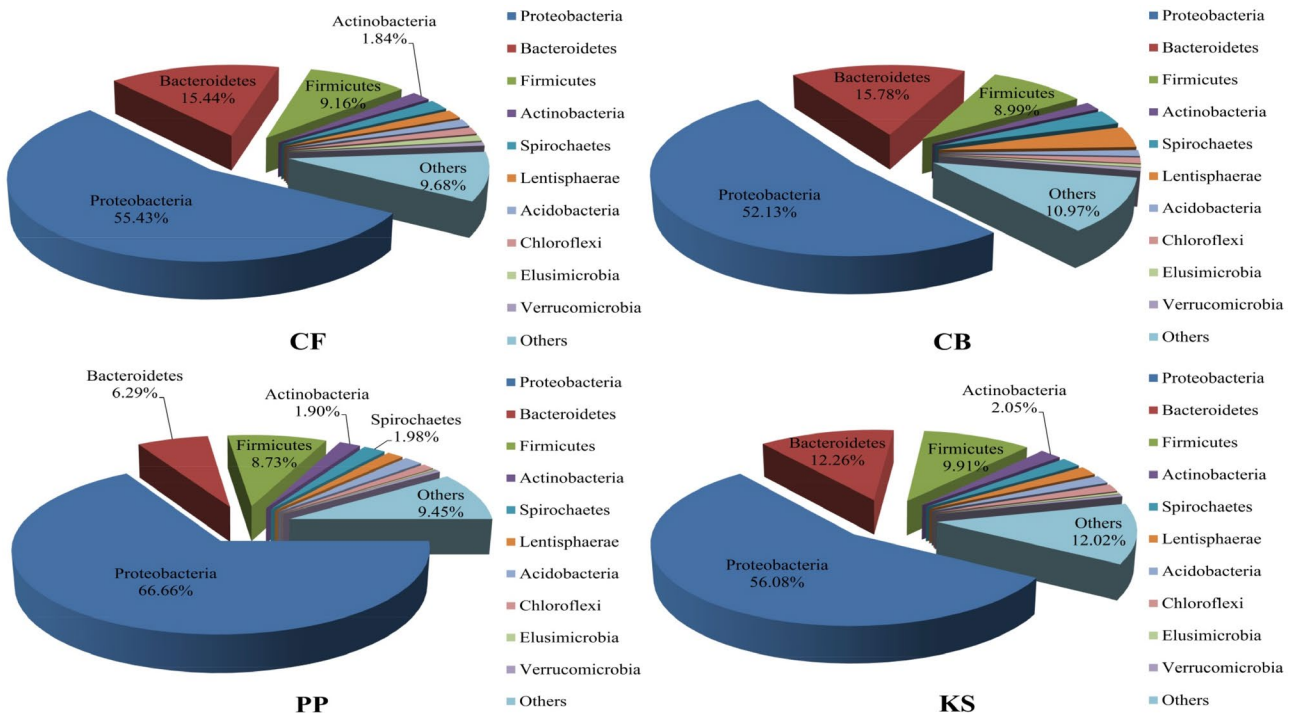 Bacteroidetes
15.44%
Firmicutes
9.16%
Actinobacteria
1.84%
Others
9.68%
Proteobacteria
55.43%
CF
Proteobacteria
Bacteroidetes
Firmicutes
Actinobacteria
Spirochaetes
Lentisphaerae
Acidobacteria
Chloroflexi
Elusimicrobia
Verrucomicrobia
Others
Bacteroidetes
15.78%
Firmicutes
8.99%
Others
10.97%
Proteobacteria
52.13%
CB
Proteobacteria
Bacteroidetes
Firmicutes
Actinobacteria
Spirochaetes
Lentisphaerae
Acidobacteria
Chloroflexi
Elusimicrobia
Verrucomicrobia
Others
Bacteroidetes
6.29%
Firmicutes
8.73%
Actinobacteria
1.90%
Spirochaetes
1.98%
Others
9.45%
Proteobacteria
66.66%
PP
Proteobacteria
Bacteroidetes
Firmicutes
Actinobacteria
Spirochaetes
Lentisphaerae
Acidobacteria
Chloroflexi
Elusimicrobia
Verrucomicrobia
Others
Bacteroidetes
12.26%
Firmicutes
9.91%
Actinobacteria
2.05%
Others
12.02%
Proteobacteria
56.08%
KS
Proteobacteria
Bacteroidetes
Firmicutes
Actinobacteria
Spirochaetes
Lentisphaerae
Acidobacteria
Chloroflexi
Elusimicrobia
Verrucomicrobia
Others